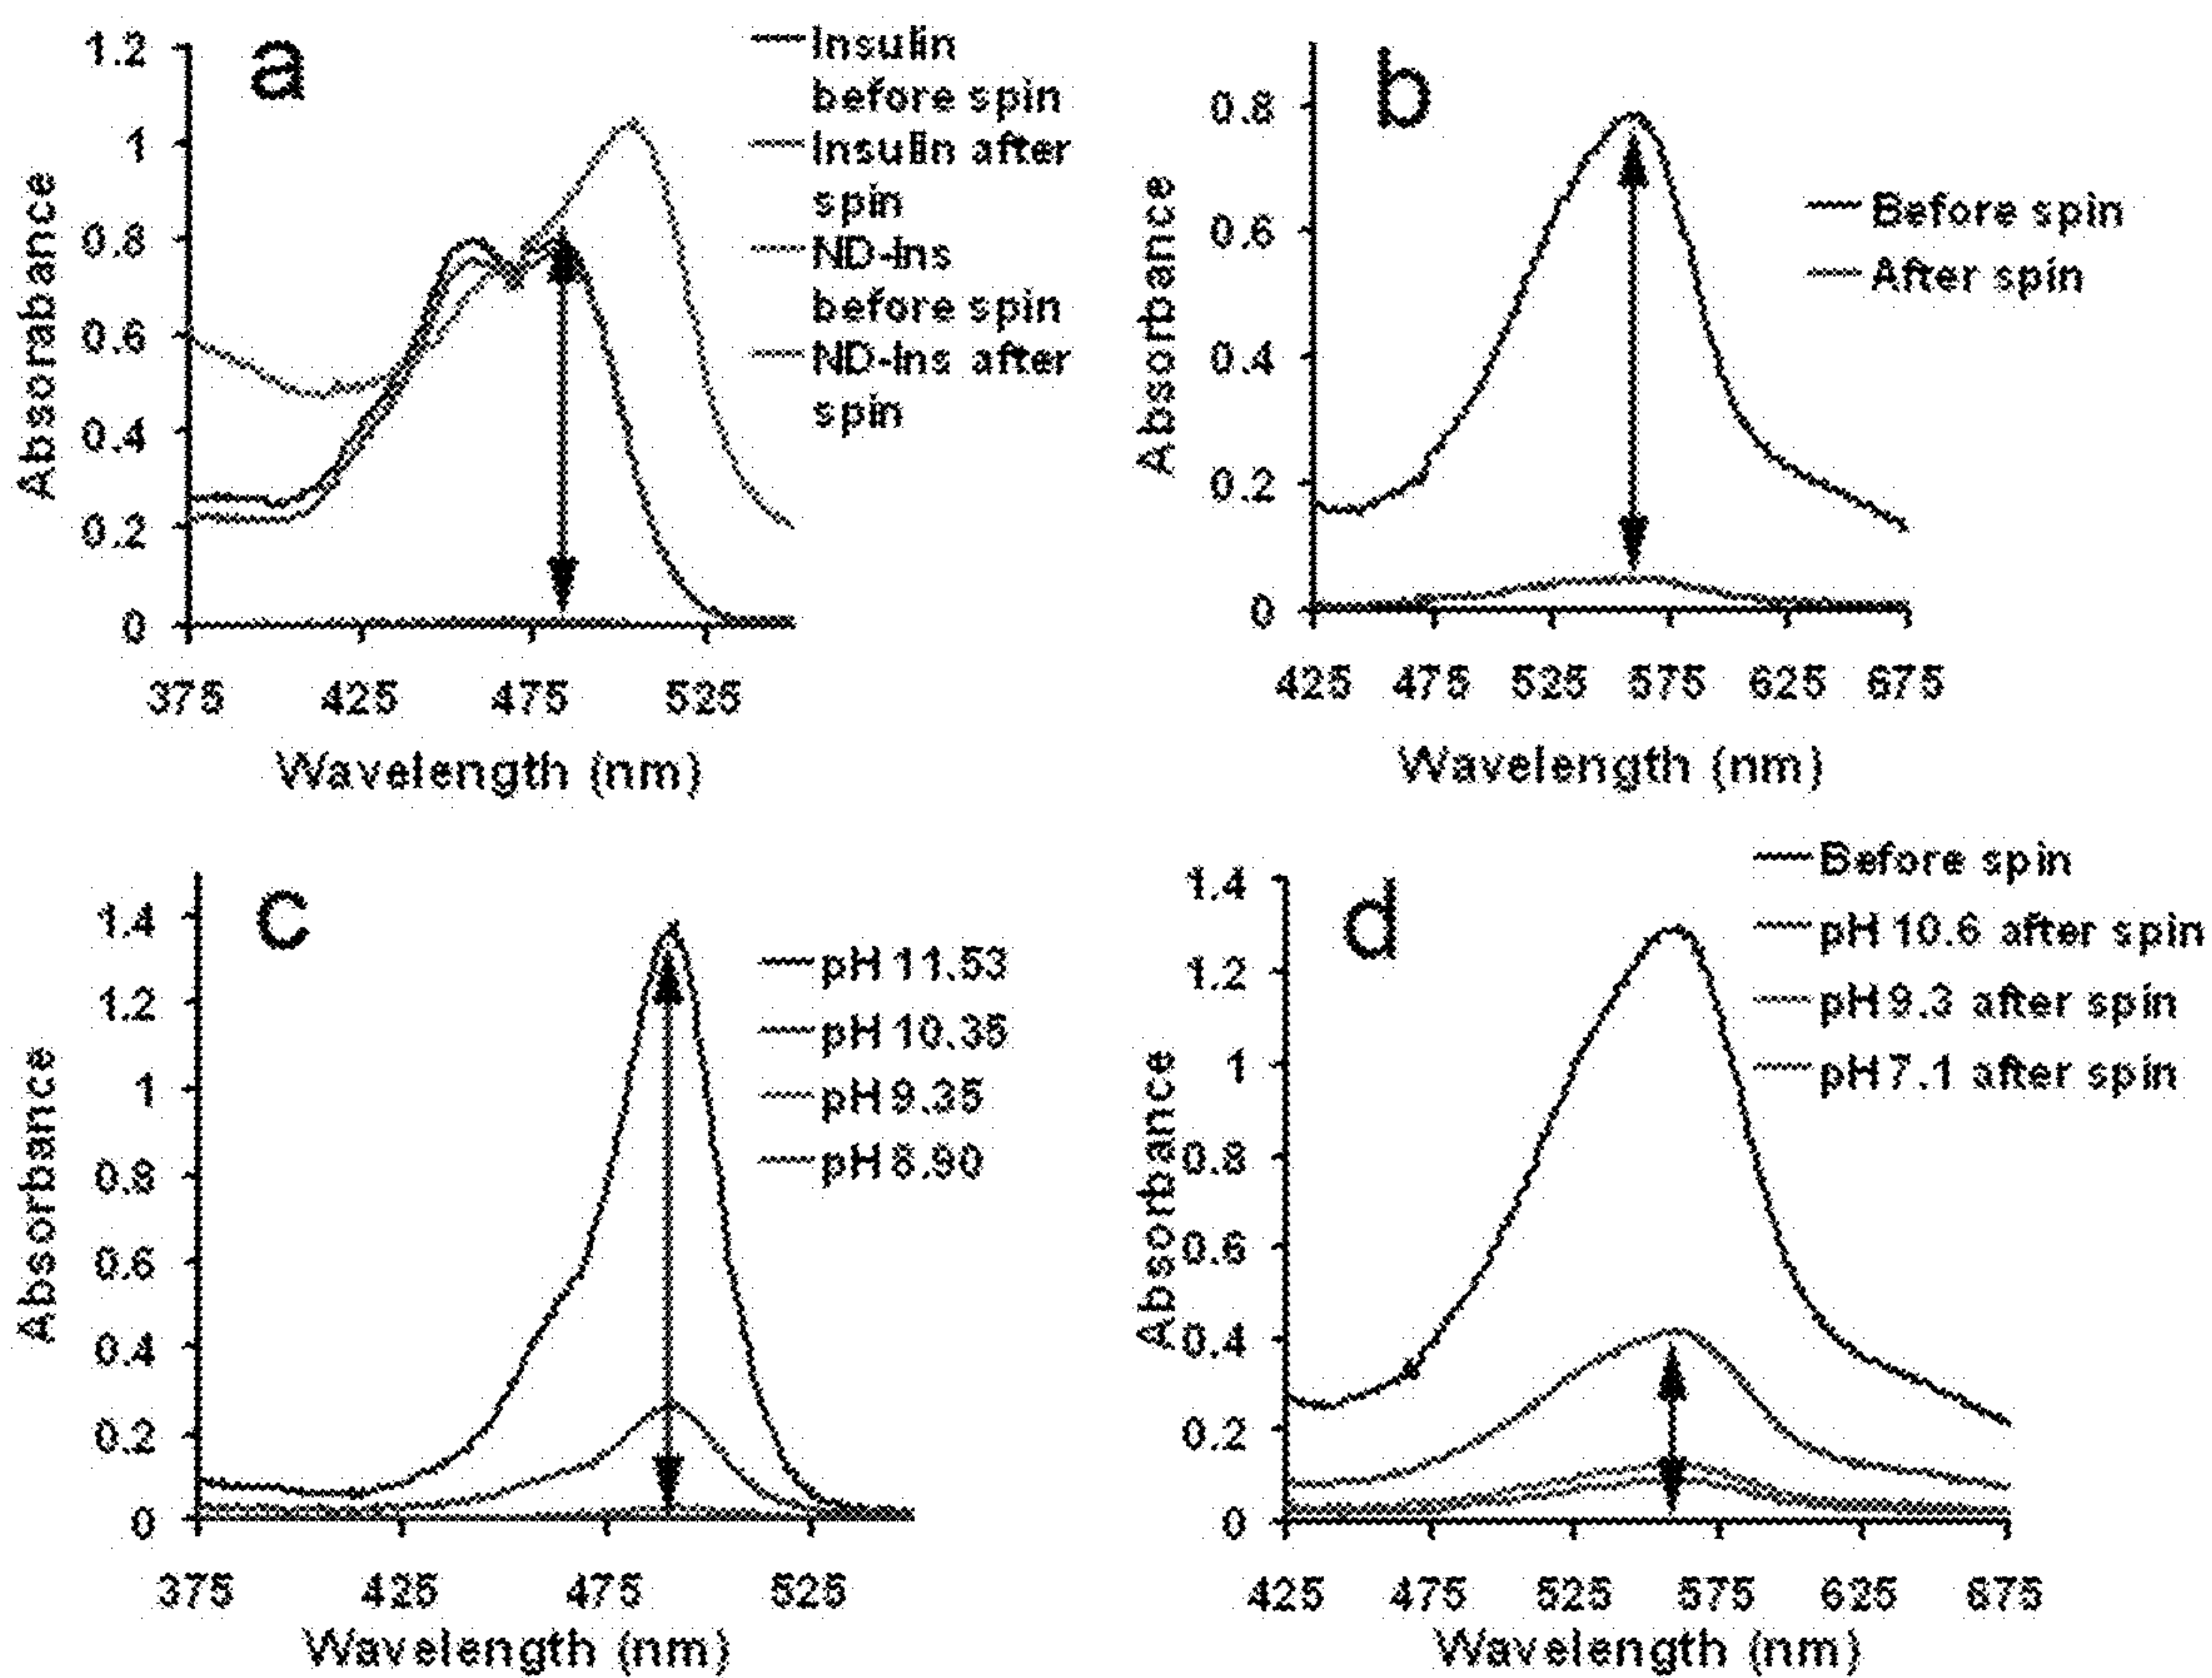 a
1.2
1
0.8
0.6
0.4
0.2
0
Absorabance
375 425 475 525
Wavelength (nm)
Insulin
before spin
Insulin after
spin
ND-Ins
before spin
ND-Ins after
spin
b
0.8
0.6
0.4
0.2
0
Absorbance
425 475 525 575 625 675
Wavelength (nm)
Before spin
After spin
c
1.4
1.2
1
0.8
0.6
0.4
0.2
0
Absorbance
375 425 475 525
Wavelength (nm)
pH 11.53
pH 10.35
pH 9.35
pH 8.90
d
1.4
1.2
1
0.8
0.6
0.4
0.2
0
Absorbance
425 475 525 575 625 675
Wavelength (nm)
Before spin
pH 10.6 after spin
pH 9.3 after spin
pH 7.1 after spin